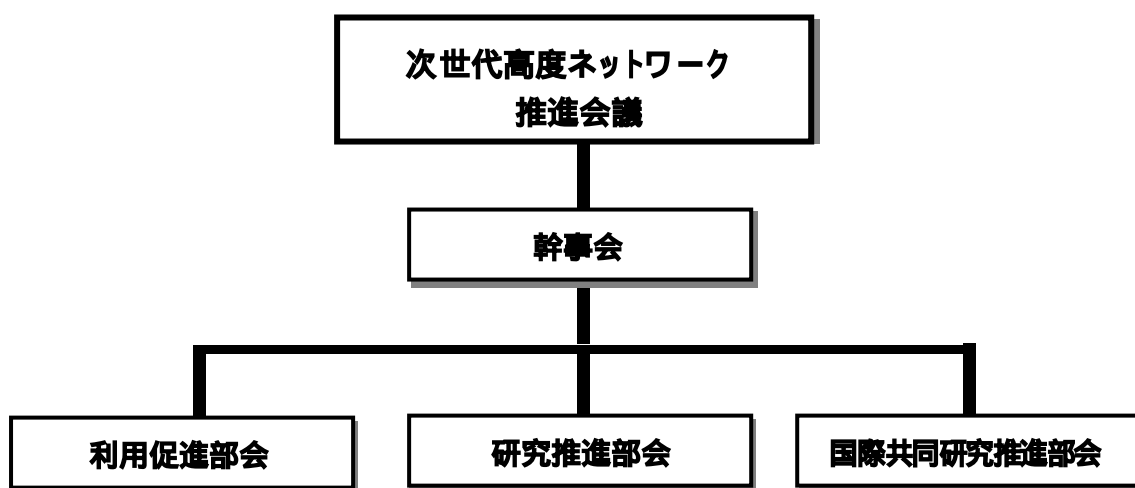 次世代高度ネットワーク
推進会議
幹事会
利用促進部会
研究推進部会
国際共同研究推進部会